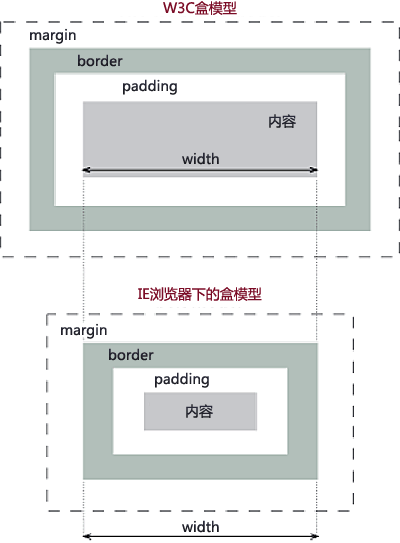 W3C盒模型
margin
border
padding
内容
width
IE浏览器下的盒模型
margin
border
padding
内容
width